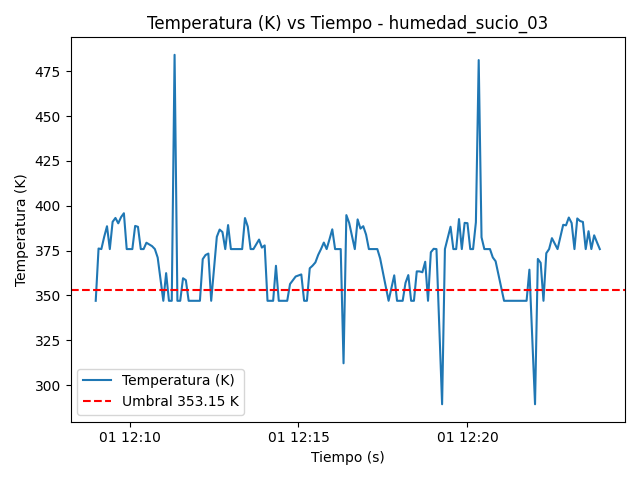 Temperatura (K) vs Tiempo - humedad_sucio_03
Temperatura (K)
475
450
425
400
375
350
325
300
Temperatura (K)
Umbral 353.15 K
01 12:10
01 12:15
01 12:20
Tiempo (s)